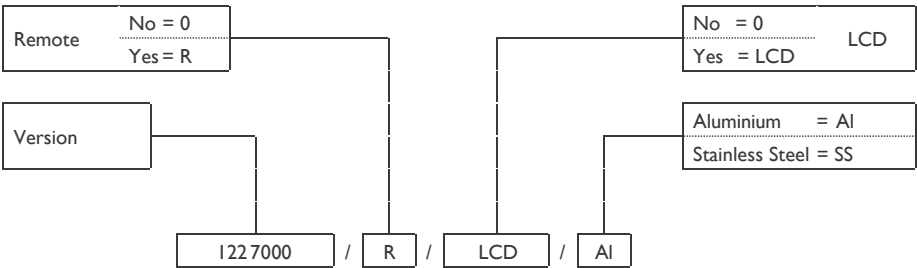 Remote
No = 0
Yes = R
No = 0
Yes = LCD
LCD
Version
Aluminium = Al
Stainless Steel = SS
1227000 / R / LCD / Al